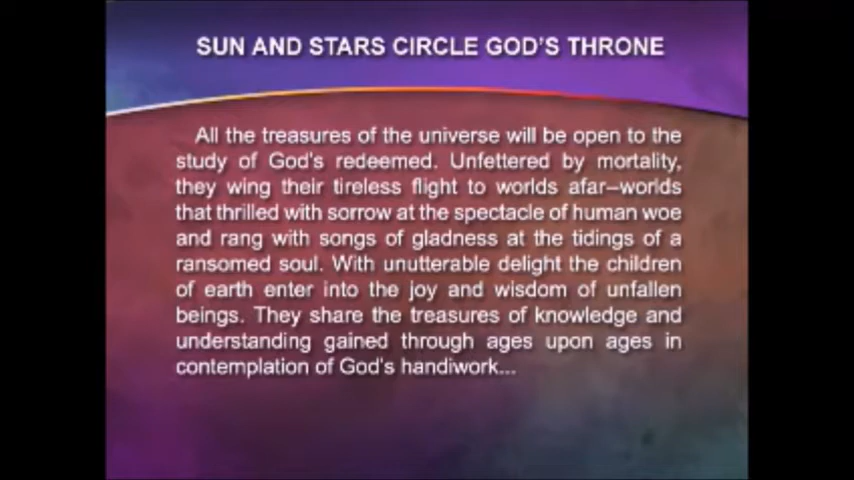 SUN AND STARS CIRCLE GOD'S THRONE
All the treasures of the universe will be open to the
study of God's redeemed. Unfettered by mortality,
they wing their tireless flight to worlds afar–worlds
that thrilled with sorrow at the spectacle of human woe
and rang with songs of gladness at the tidings of a
ransomed soul. With unutterable delight the children
of earth enter into the joy and wisdom of unfallen
beings. They share the treasures of knowledge and
understanding gained through ages upon ages in
contemplation of God's handiwork...